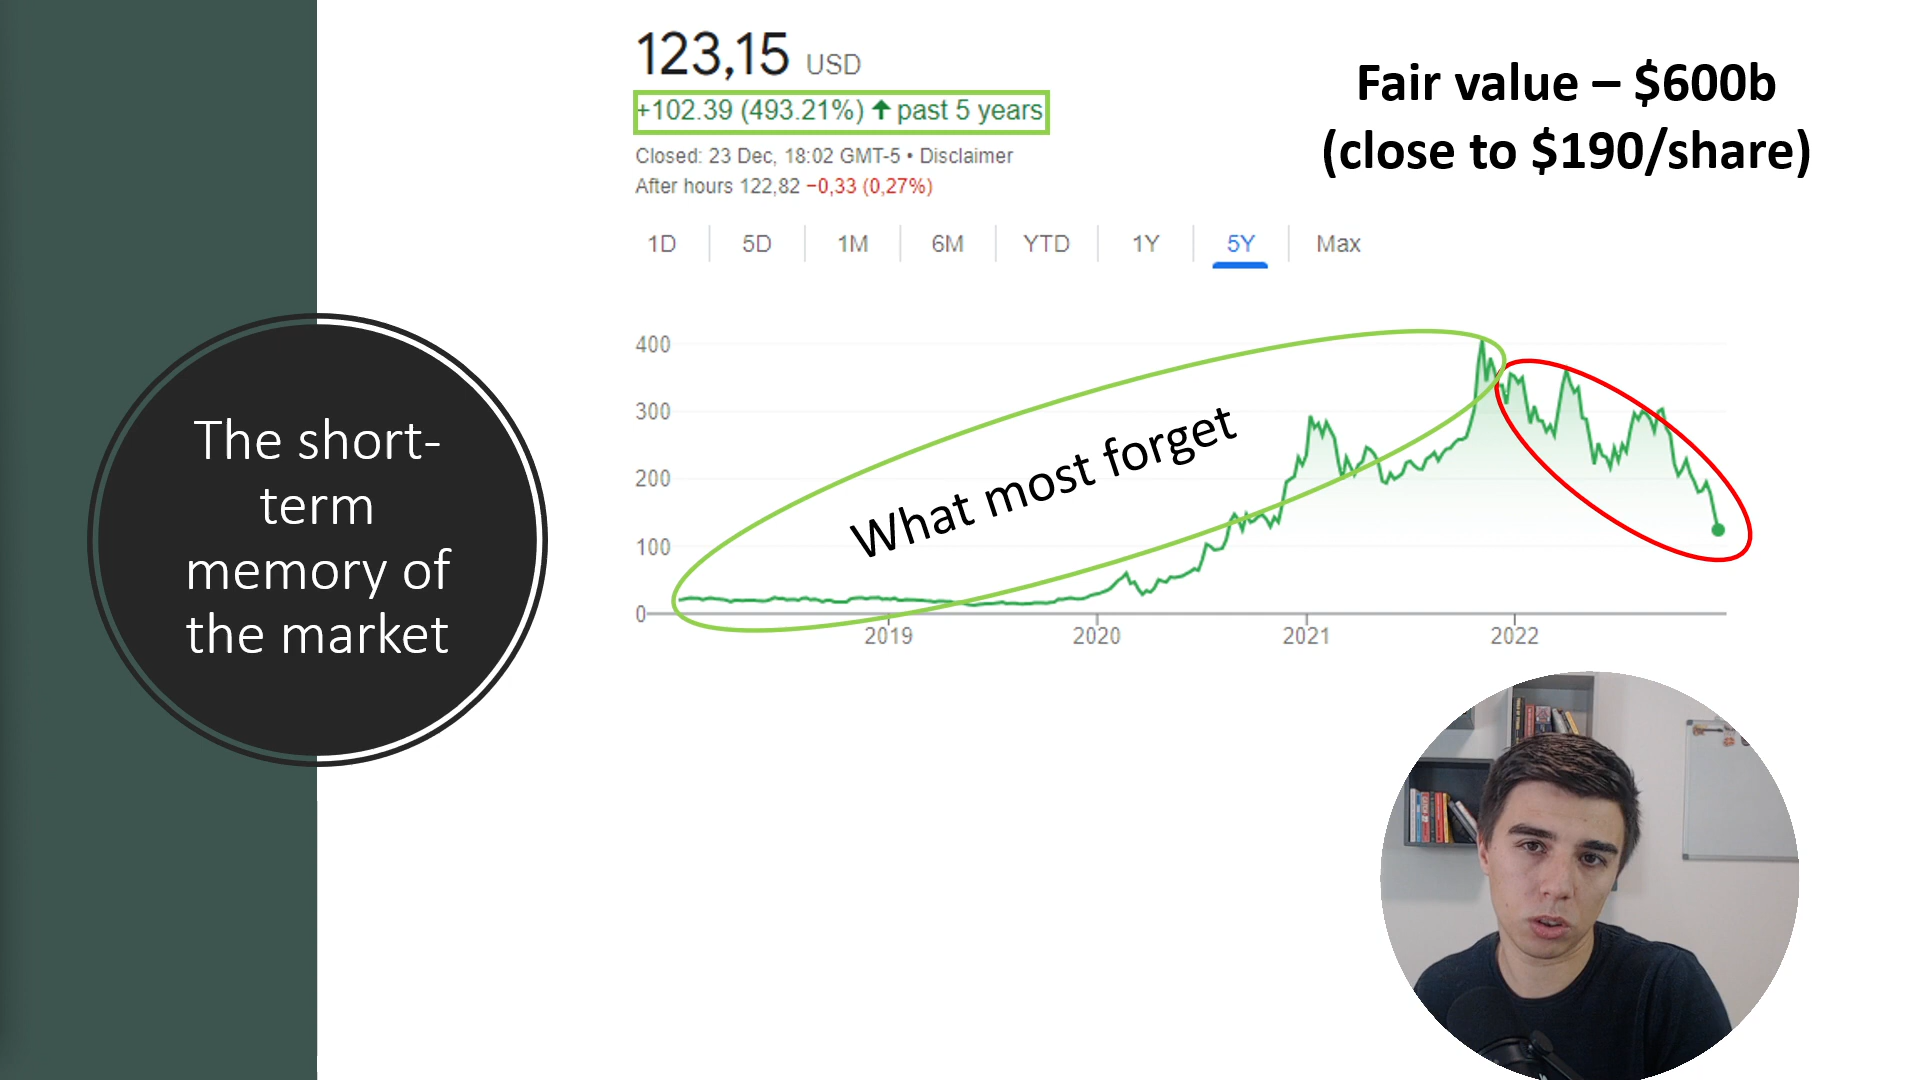 The short-
term
memory of
the market
123,15 USD
+102.39 (493.21%) ↑ past 5 years
Closed: 23 Dec, 18:02 GMT-5 • Disclaimer
After hours 122,82 −0,33 (0,27%)
1D 5D 1M 6M YTD 1Y 5Y Max
Fair value – $600b
(close to $190/share)
400
300
200
100
0
What most forget
2019 2020 2021 2022